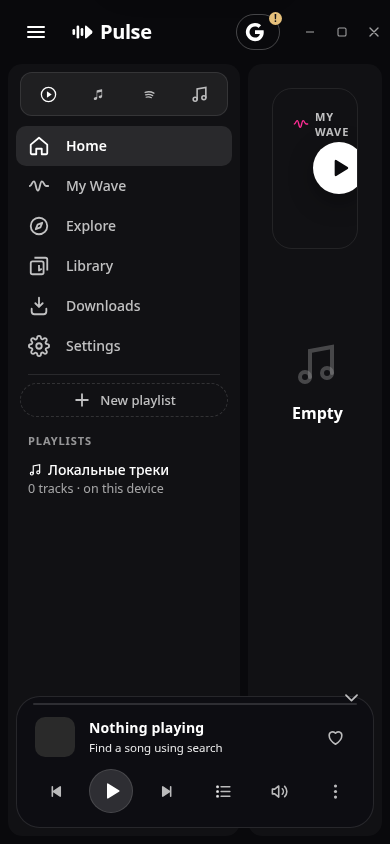 Pulse
G
!
Home
My Wave
Explore
Library
Downloads
Settings
New playlist
PLAYLISTS
Локальные треки
0 tracks · on this device
MY
WAVE
Empty
Nothing playing
Find a song using search